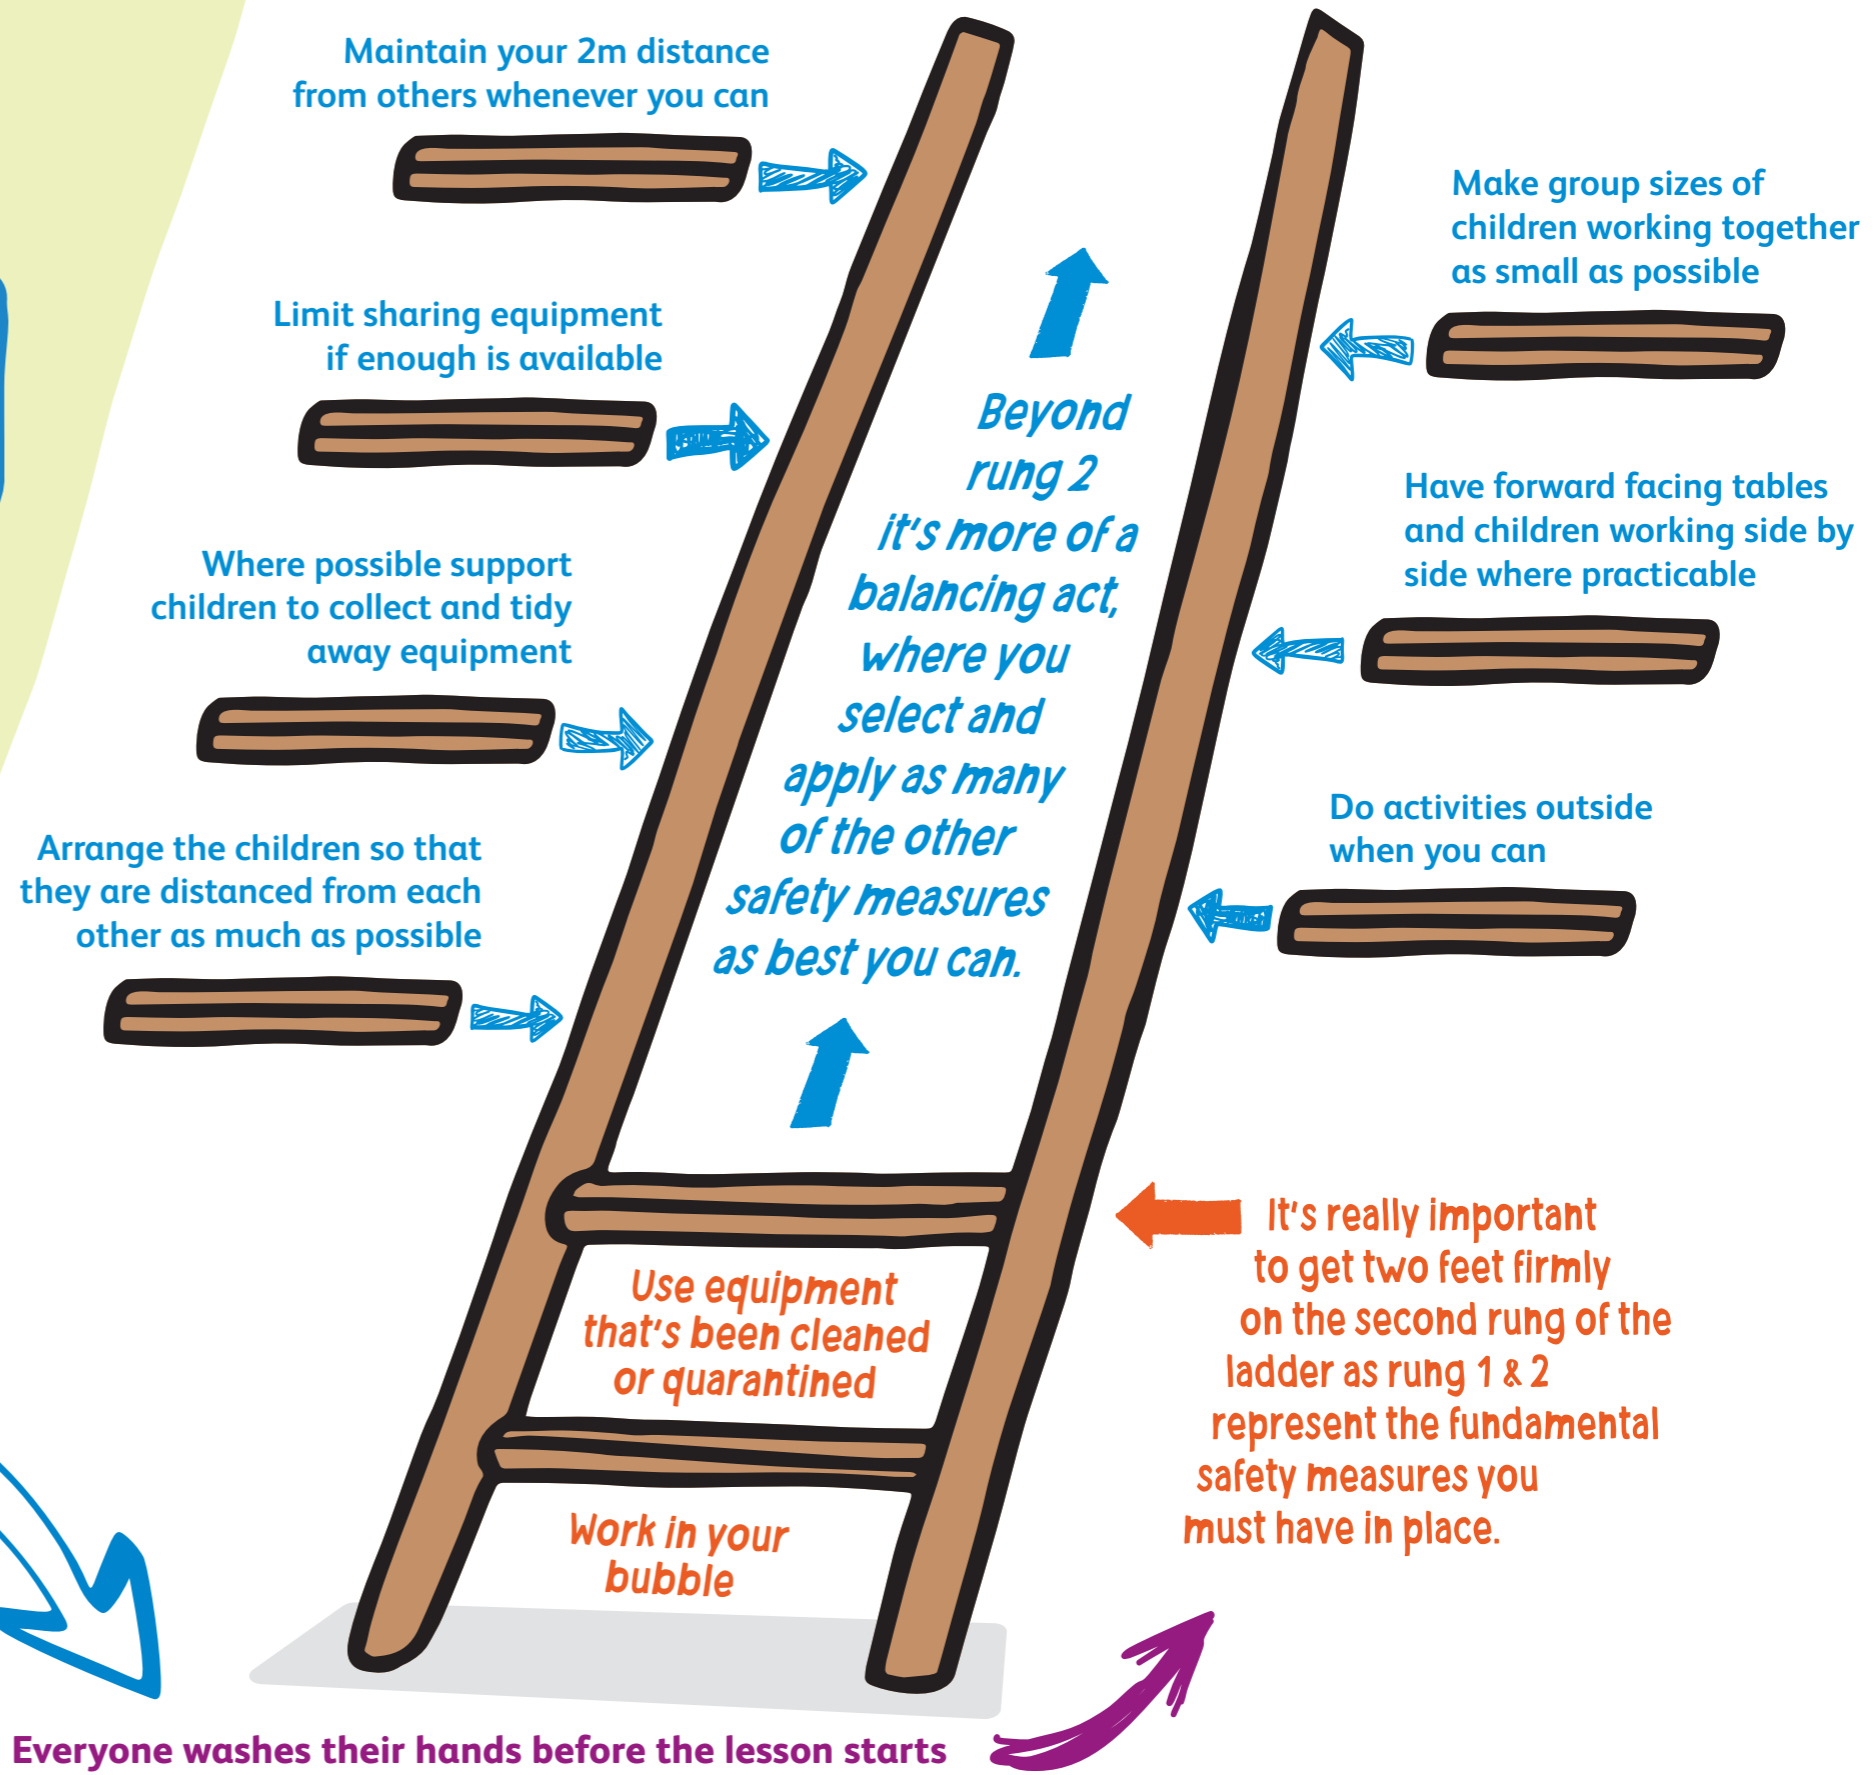 Maintain your 2m distance
from others whenever you can
Limit sharing equipment
if enough is available
Where possible support
children to collect and tidy
away equipment
Arrange the children so that
they are distanced from each
other as much as possible
Beyond
rung 2
it's more of a
balancing act,
where you
select and
apply as many
of the other
safety measures
as best you can.
Make group sizes of
children working together
as small as possible
Have forward facing tables
and children working side by
side where practicable
Do activities outside
when you can
Use equipment
that's been cleaned
or quarantined
Work in your
bubble
It's really important
to get two feet firmly
on the second rung of the
ladder as rung 1 & 2
represent the fundamental
safety measures you
must have in place.
Everyone washes their hands before the lesson starts